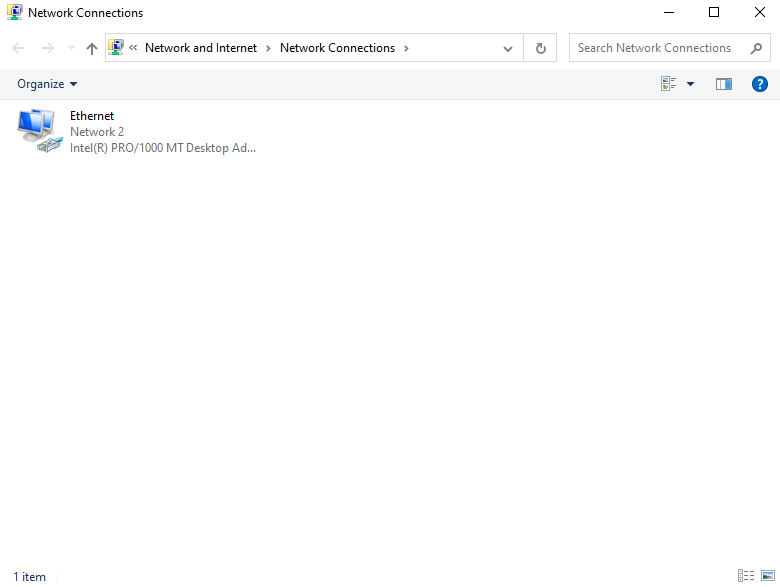 Network Connections
« Network and Internet › Network Connections ›
Search Network Connections
Organize
?
Ethernet
Network 2
Intel(R) PRO/1000 MT Desktop Ad...
1 item